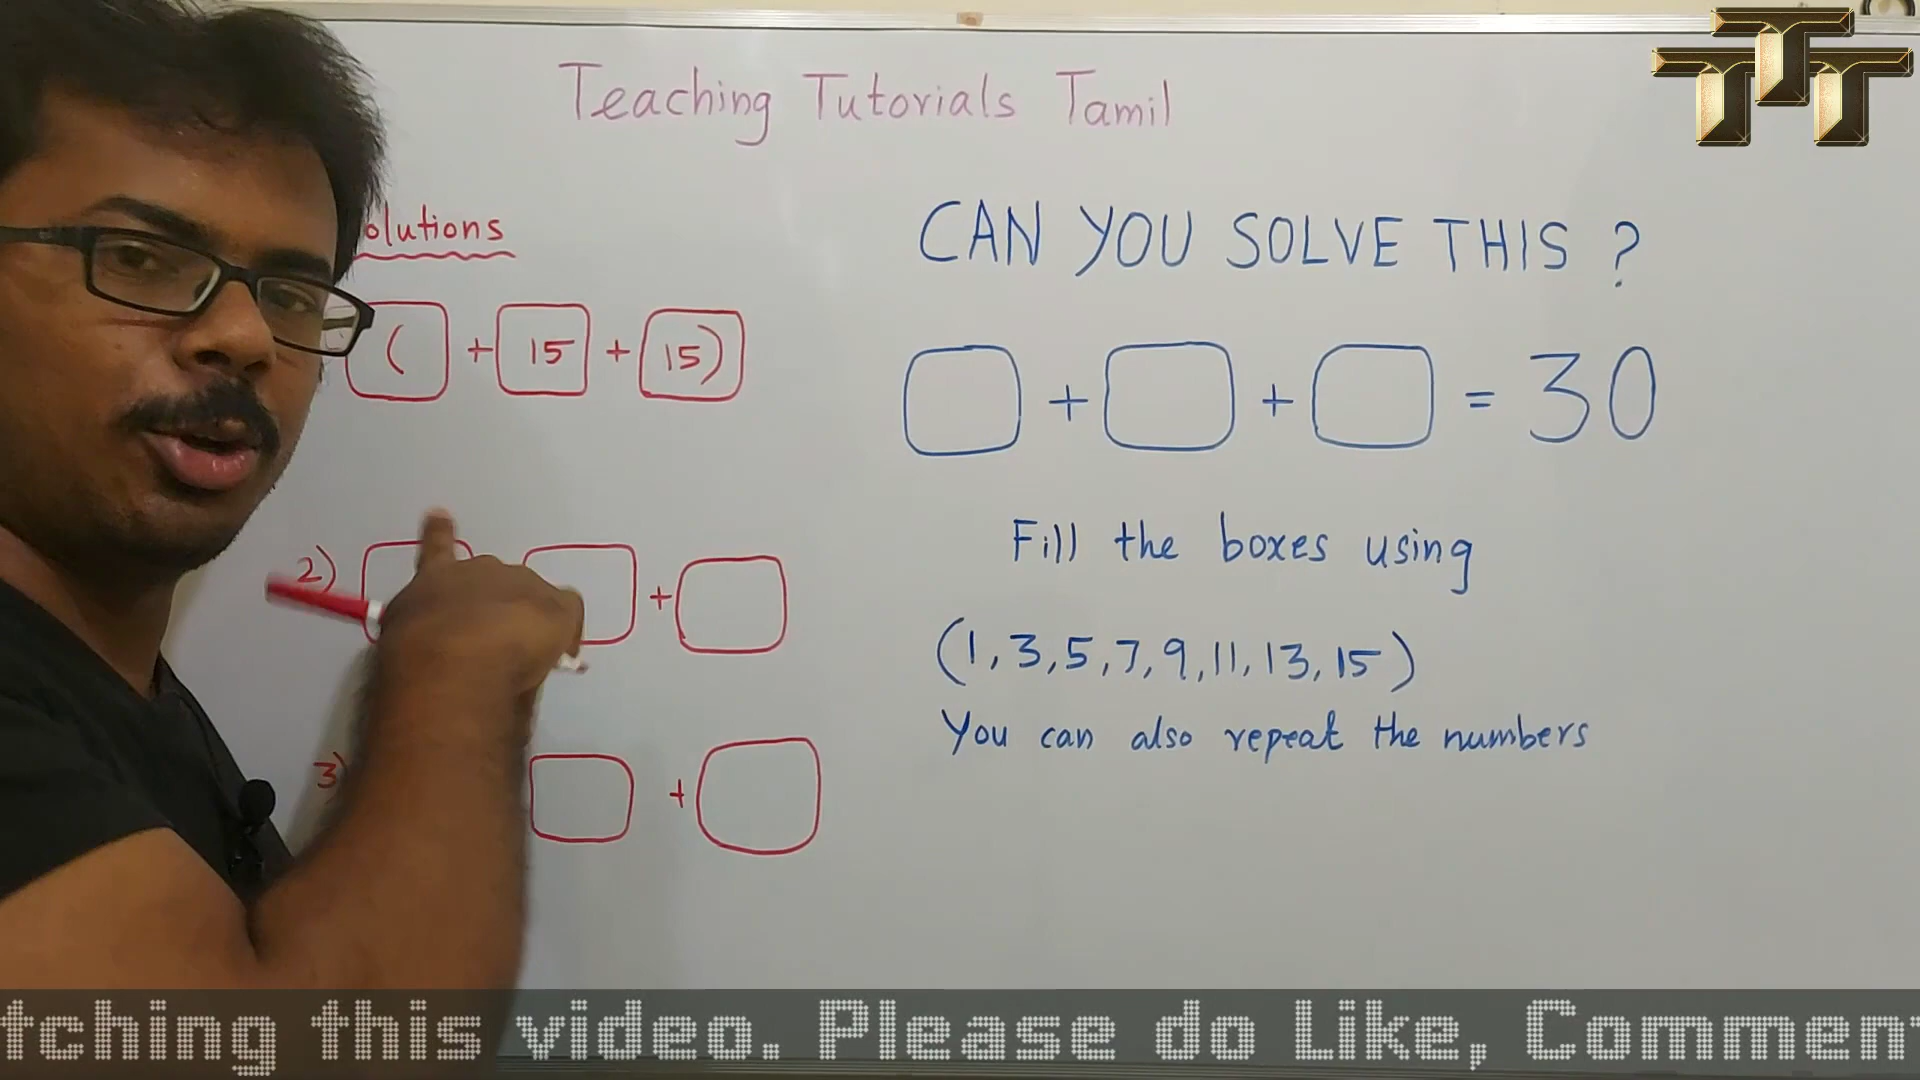 Teaching Tutorials Tamil
TTT
olutions
( + 15 + 15)
2) +
3) +
CAN YOU SOLVE THIS ?
+ + = 30
Fill the boxes using
(1, 3, 5, 7, 9, 11, 13, 15)
You can also repeat the numbers
tching this video. Please do Like, Commen